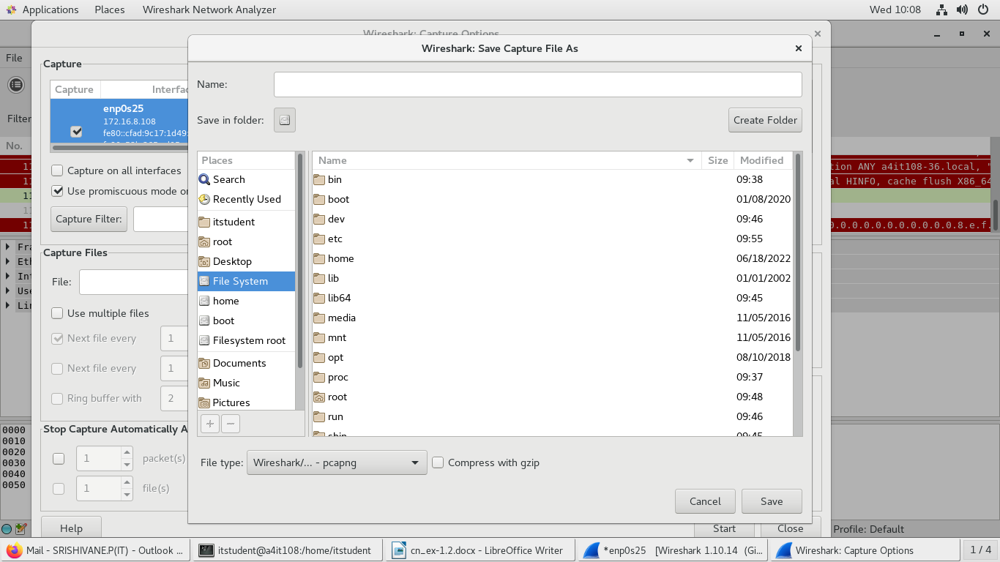 Applications Places Wireshark Network Analyzer Wed 10:08
Wireshark: Capture Options
Wireshark: Save Capture File As
File
Capture
Name:
Capture Interfa
enp0s25
172.16.8.108
fe80::cfad:9c17:1d49:
Save in folder: Create Folder
Filter
No.
Places Name Size Modified
Capture on all interfaces
Use promiscuous mode on
Capture Filter:
Search
Recently Used
itstudent
root
Desktop
File System
home
boot
Filesystem root
Documents
Music
Pictures
bin 09:38
boot 01/08/2020
dev 09:46
etc 09:55
home 06/18/2022
lib 01/01/2002
lib64 09:45
media 11/05/2016
mnt 11/05/2016
opt 08/10/2018
proc 09:37
root 09:48
run 09:46
sbin 09:45
tion ANY a4it108-36.local, "
al HINFO, cache flush X86_64
0.0.0.0.0.0.0.0.0.0.0.8.e.f.
11
11
11
11
11
Fra
Eth
Int
Use
Lin
Capture Files
File:
Use multiple files
Next file every 1
Next file every 1
Ring buffer with 2
Stop Capture Automatically A
1 packet(s)
1 file(s)
0000
0010
0020
0030
0040
0050
File type: Wireshark/... - pcapng Compress with gzip
Cancel Save
Help Start Close
Profile: Default
Mail - SRISHIVANE.P(IT) - Outlook ... itstudent@a4it108:/home/itstudent cn_ex-1.2.docx - LibreOffice Writer *enp0s25 [Wireshark 1.10.14 (Gi... Wireshark: Capture Options 1 / 4